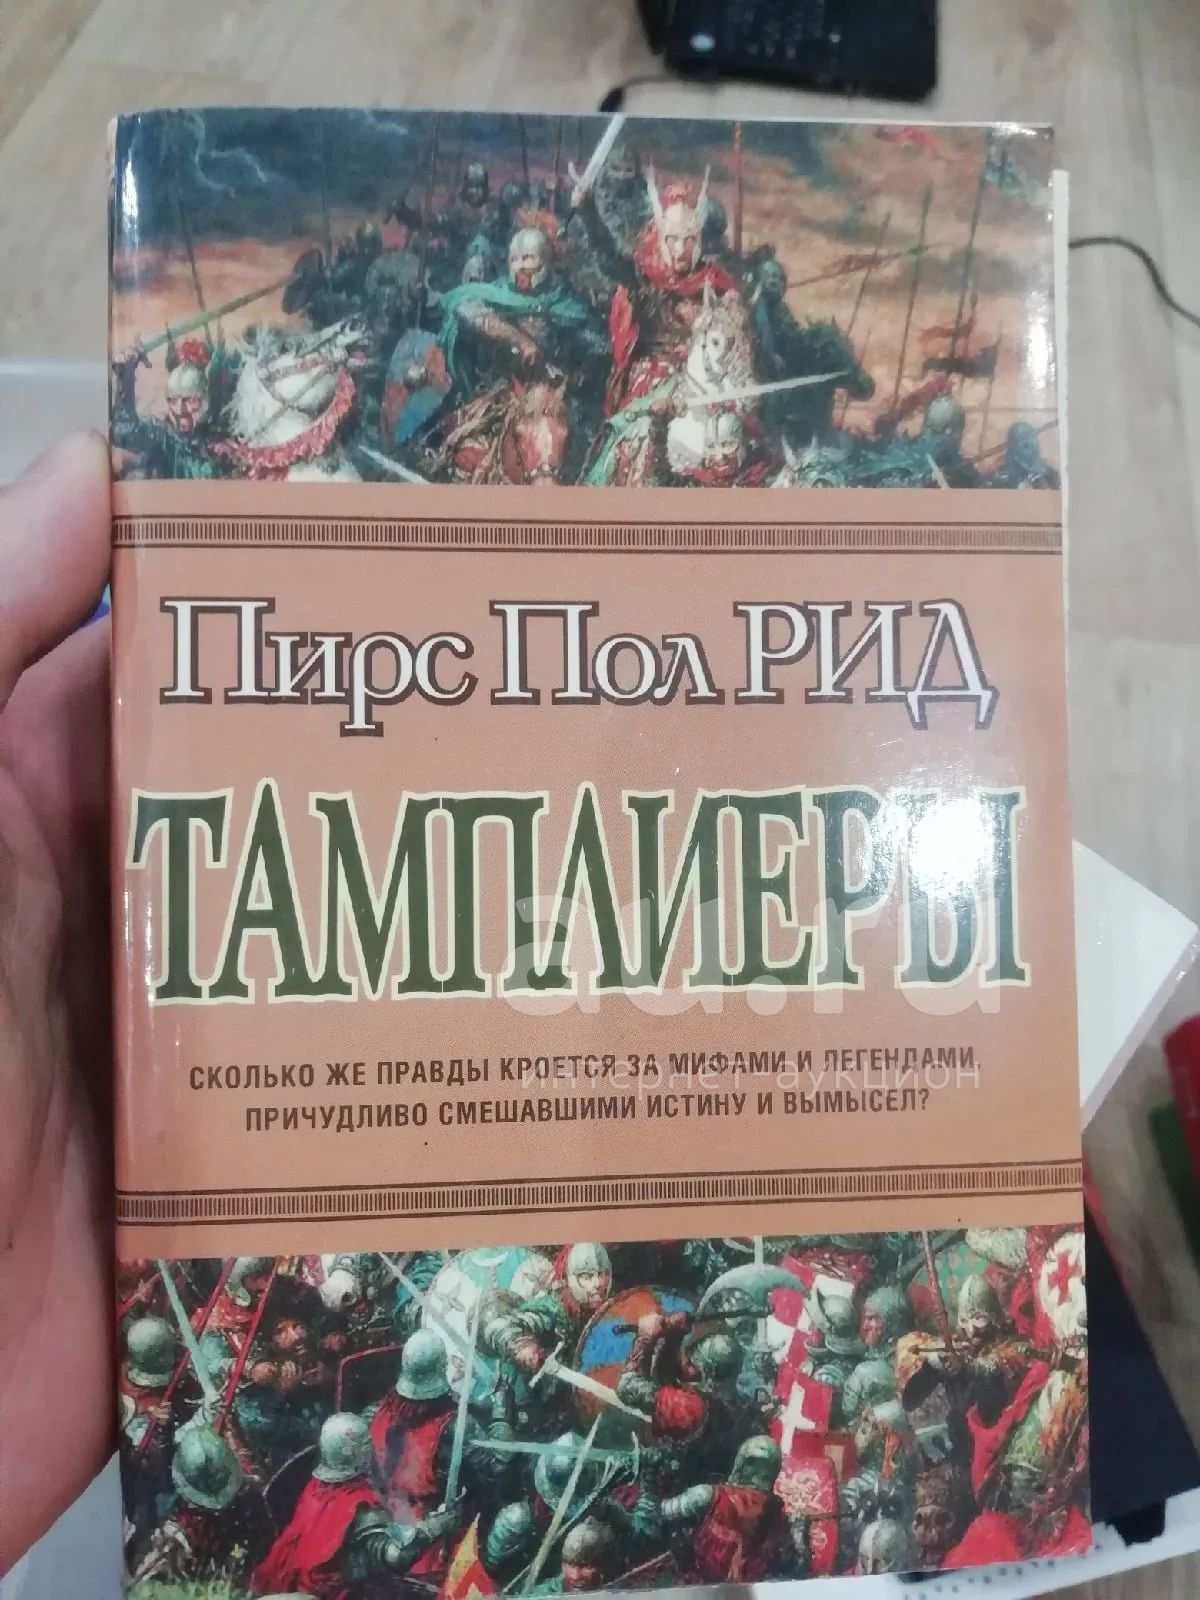 Пирс Пол РИД
ТАМПЛИЕРЫ
au.ru
СКОЛЬКО ЖЕ ПРАВДЫ КРОЕТСЯ ЗА МИФАМИ И ЛЕГЕНДАМИ,
интернет-аукцион
ПРИЧУДЛИВО СМЕШАВШИМИ ИСТИНУ И ВЫМЫСЕЛ?